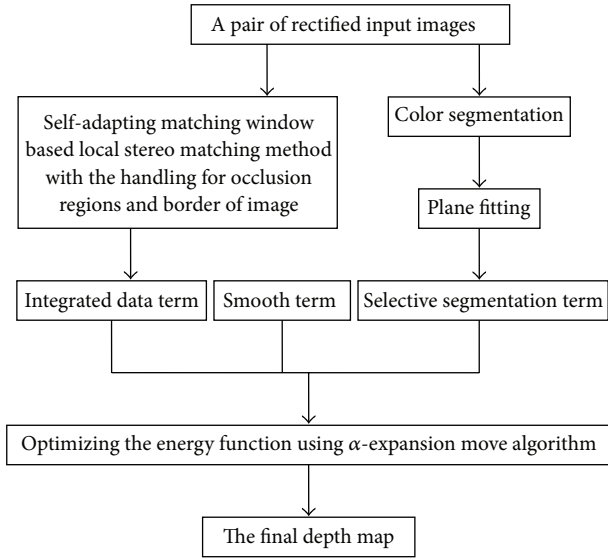 A pair of rectified input images
Self-adapting matching window
based local stereo matching method
with the handling for occlusion
regions and border of image
Color segmentation
Plane fitting
Integrated data term
Smooth term
Selective segmentation term
Optimizing the energy function using α-expansion move algorithm
The final depth map